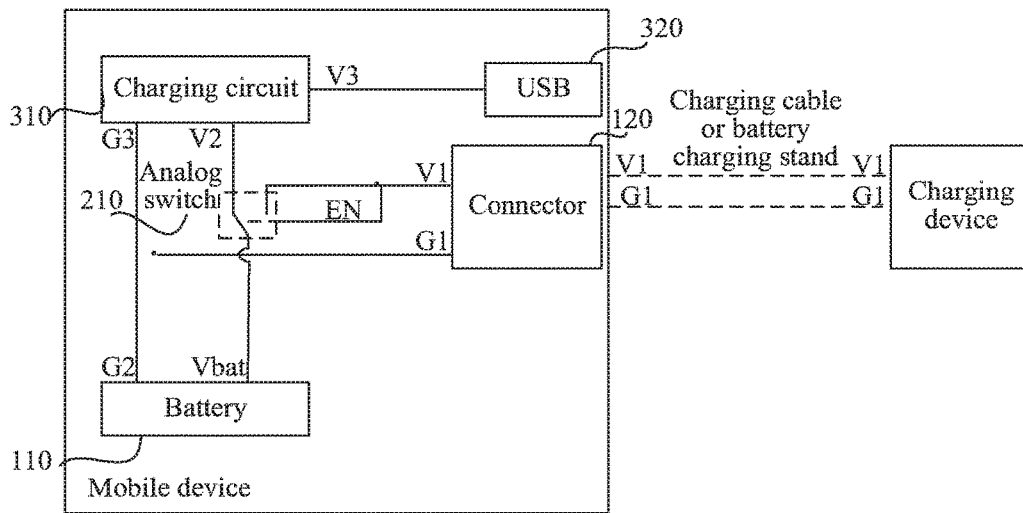 320
Charging circuit
V3
USB
310
120
Charging cable
or battery
charging stand
G3
V2
Analog
switch
210
V1
V1
V1
EN
Connector
G1
G1
Charging
device
G1
G2
Vbat
Battery
110
Mobile device